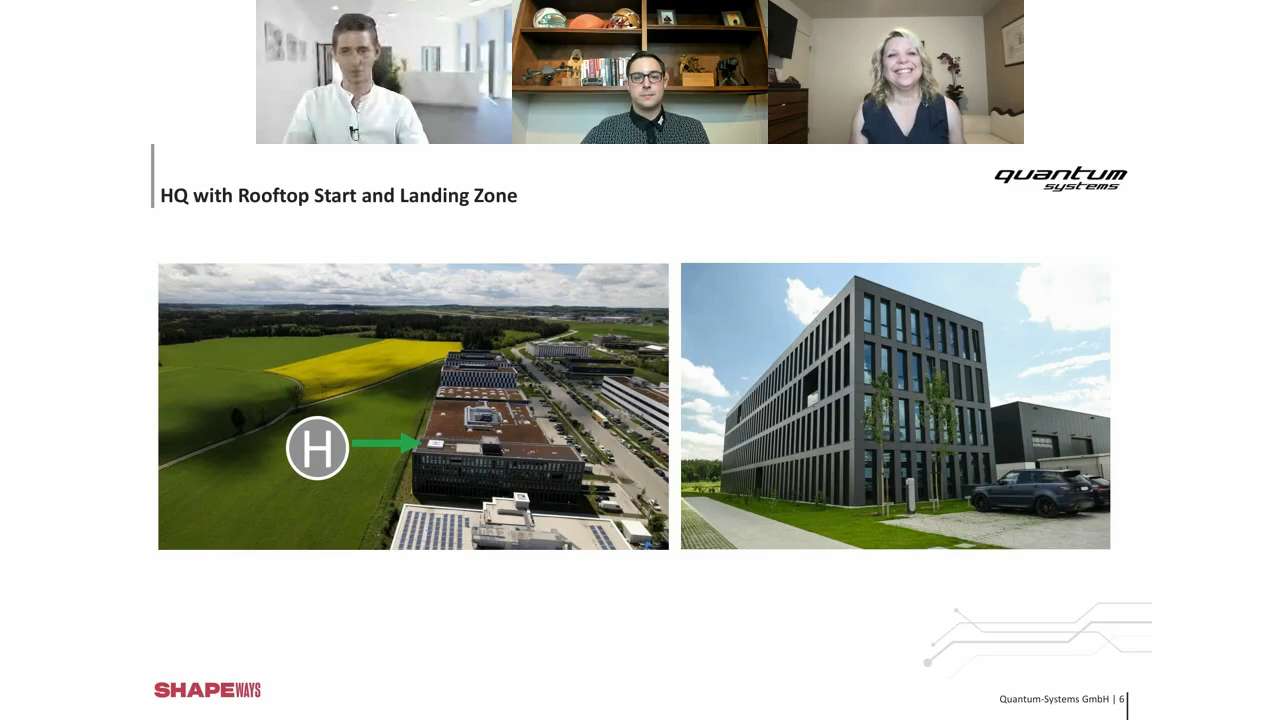 HQ with Rooftop Start and Landing Zone
quantum
systems
H
SHAPEWAYS
Quantum-Systems GmbH | 6